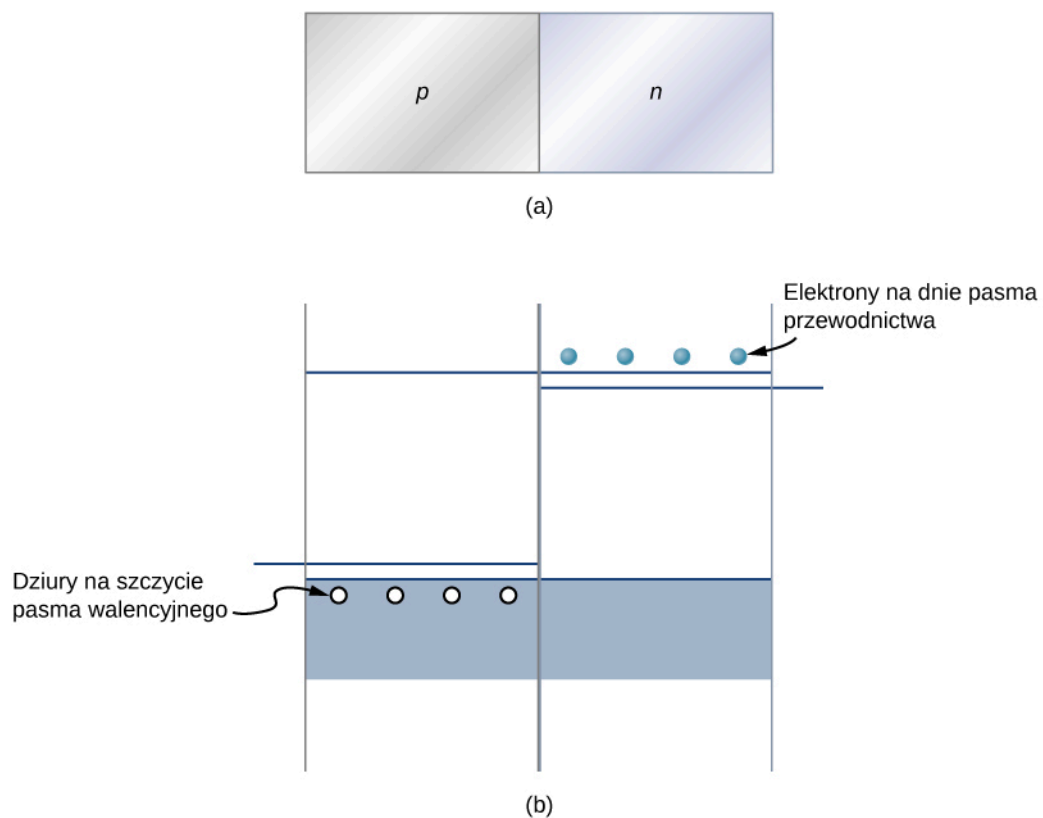 p
n
(a)
Elektrony na dnie pasma
przewodnictwa
Dziury na szczycie
pasma walencyjnego
(b)